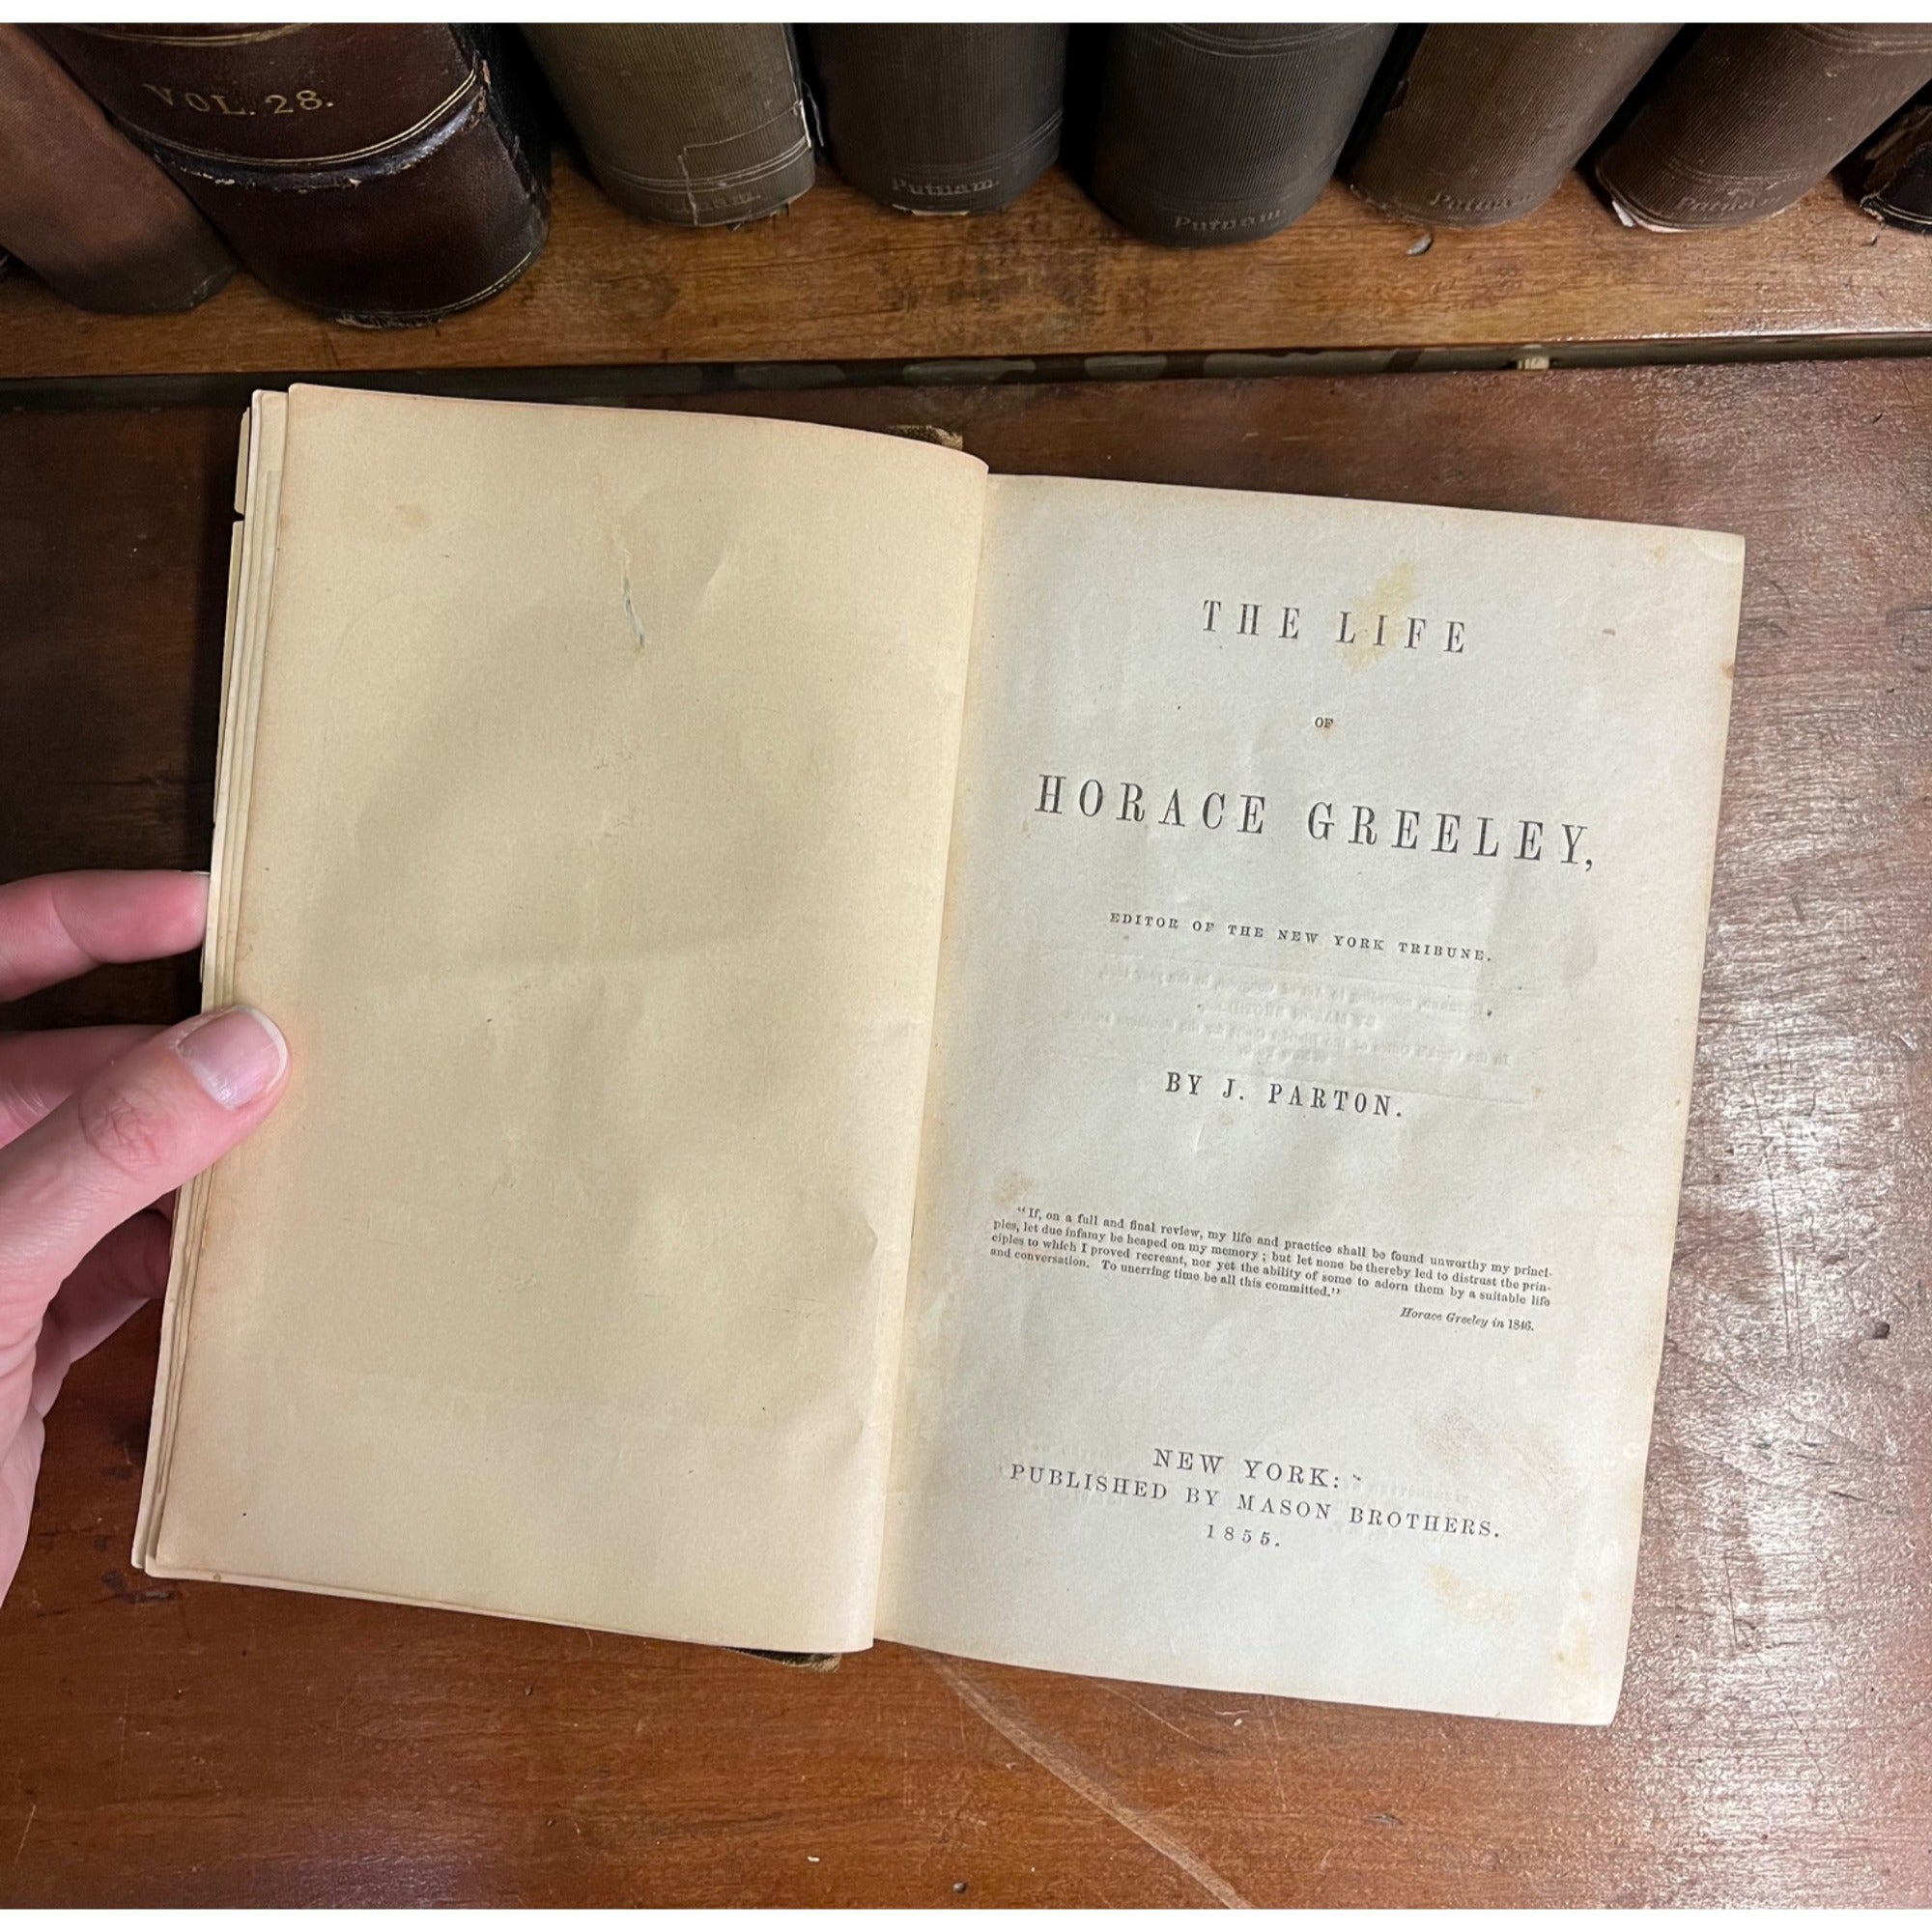 VOL. 28.
Putnam.
Putnam.
Putnam.
Putnam.
Putnam.
THE LIFE
OF
HORACE GREELEY,
EDITOR OF THE NEW YORK TRIBUNE.
BY J. PARTON.
"If, on a full and final review, my life and practice shall be found unworthy my princi-
ples, let due infamy be heaped on my memory; but let none be thereby led to distrust the prin-
ciples to which I proved recreant, nor yet the ability of some to adorn them by a suitable life
and conversation. To unerring time be all this committed."
Horace Greeley in 1846.
NEW YORK:
PUBLISHED BY MASON BROTHERS.
1855.